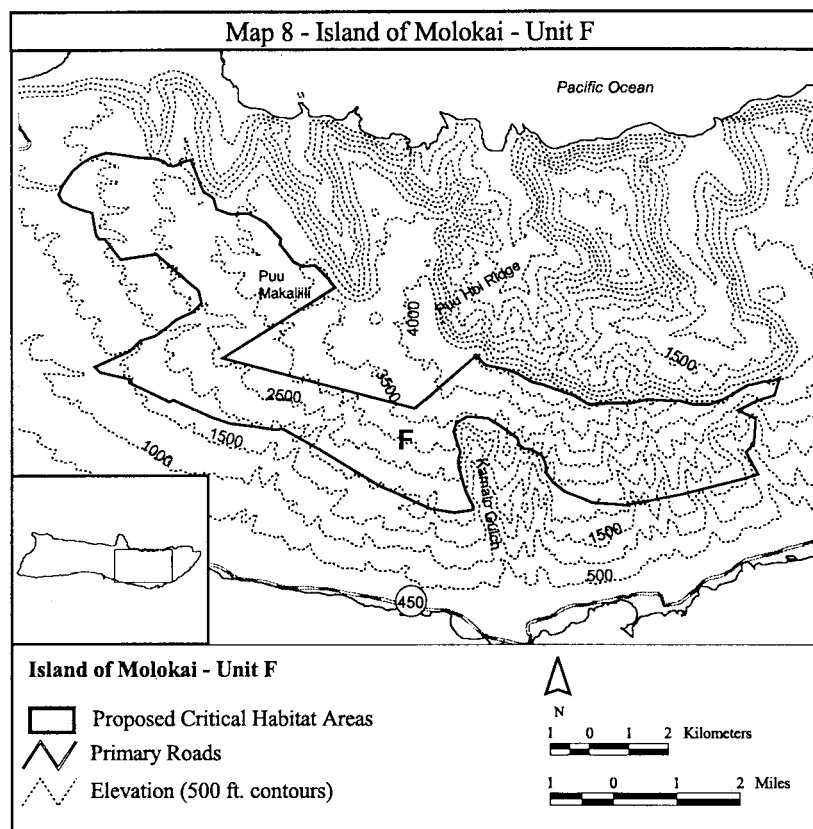 Map 8 - Island of Molokai - Unit F
Pacific Ocean
Puu
Makaliili
Puu Hoi Ridge
4000
1500
3500
2500
F
1500
1000
Kamalo Gulch
1500
500
450
Island of Molokai - Unit F
Proposed Critical Habitat Areas
Primary Roads
Elevation (500 ft. contours)
N
1 0 1 2 Kilometers
1 0 1 2 Miles